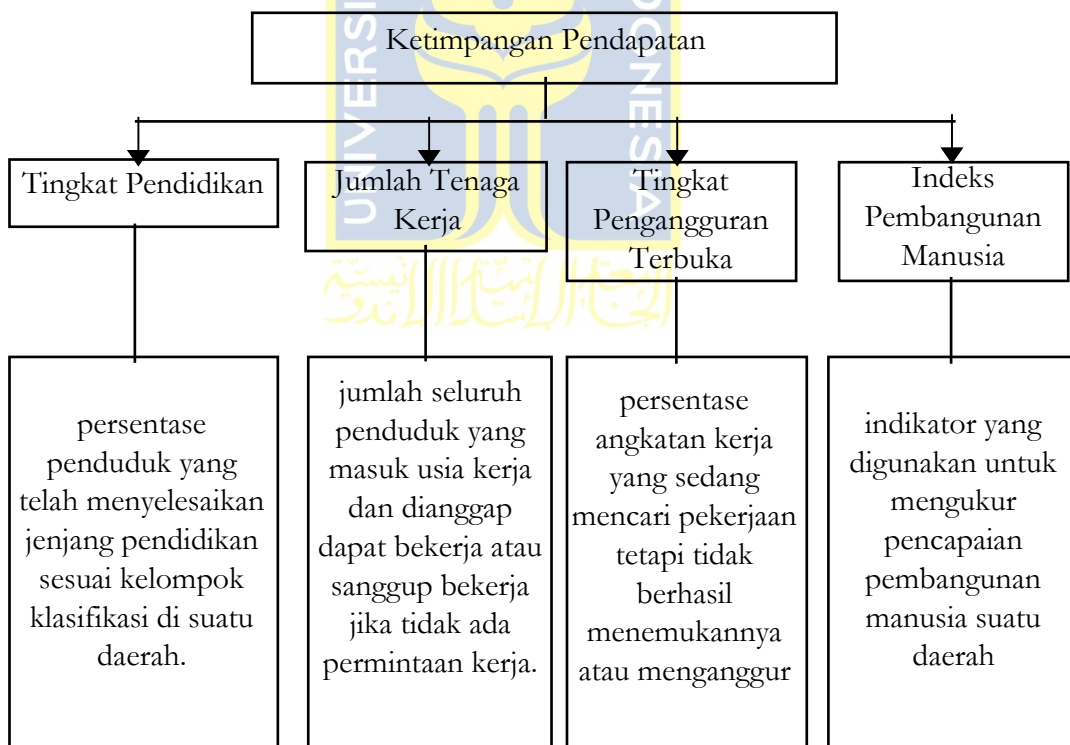 Ketimpangan Pendapatan
Tingkat Pendidikan
Jumlah Tenaga
Kerja
Tingkat
Pengangguran
Terbuka
Indeks
Pembangunan
Manusia
persentase
penduduk yang
telah menyelesaikan
jenjang pendidikan
sesuai kelompok
klasifikasi di suatu
daerah.
jumlah seluruh
penduduk yang
masuk usia kerja
dan dianggap
dapat bekerja atau
sanggup bekerja
jika tidak ada
permintaan kerja.
persentase
angkatan kerja
yang sedang
mencari pekerjaan
tetapi tidak
berhasil
menemukannya
atau menganggur
indikator yang
digunakan untuk
mengukur
pencapaian
pembangunan
manusia suatu
daerah